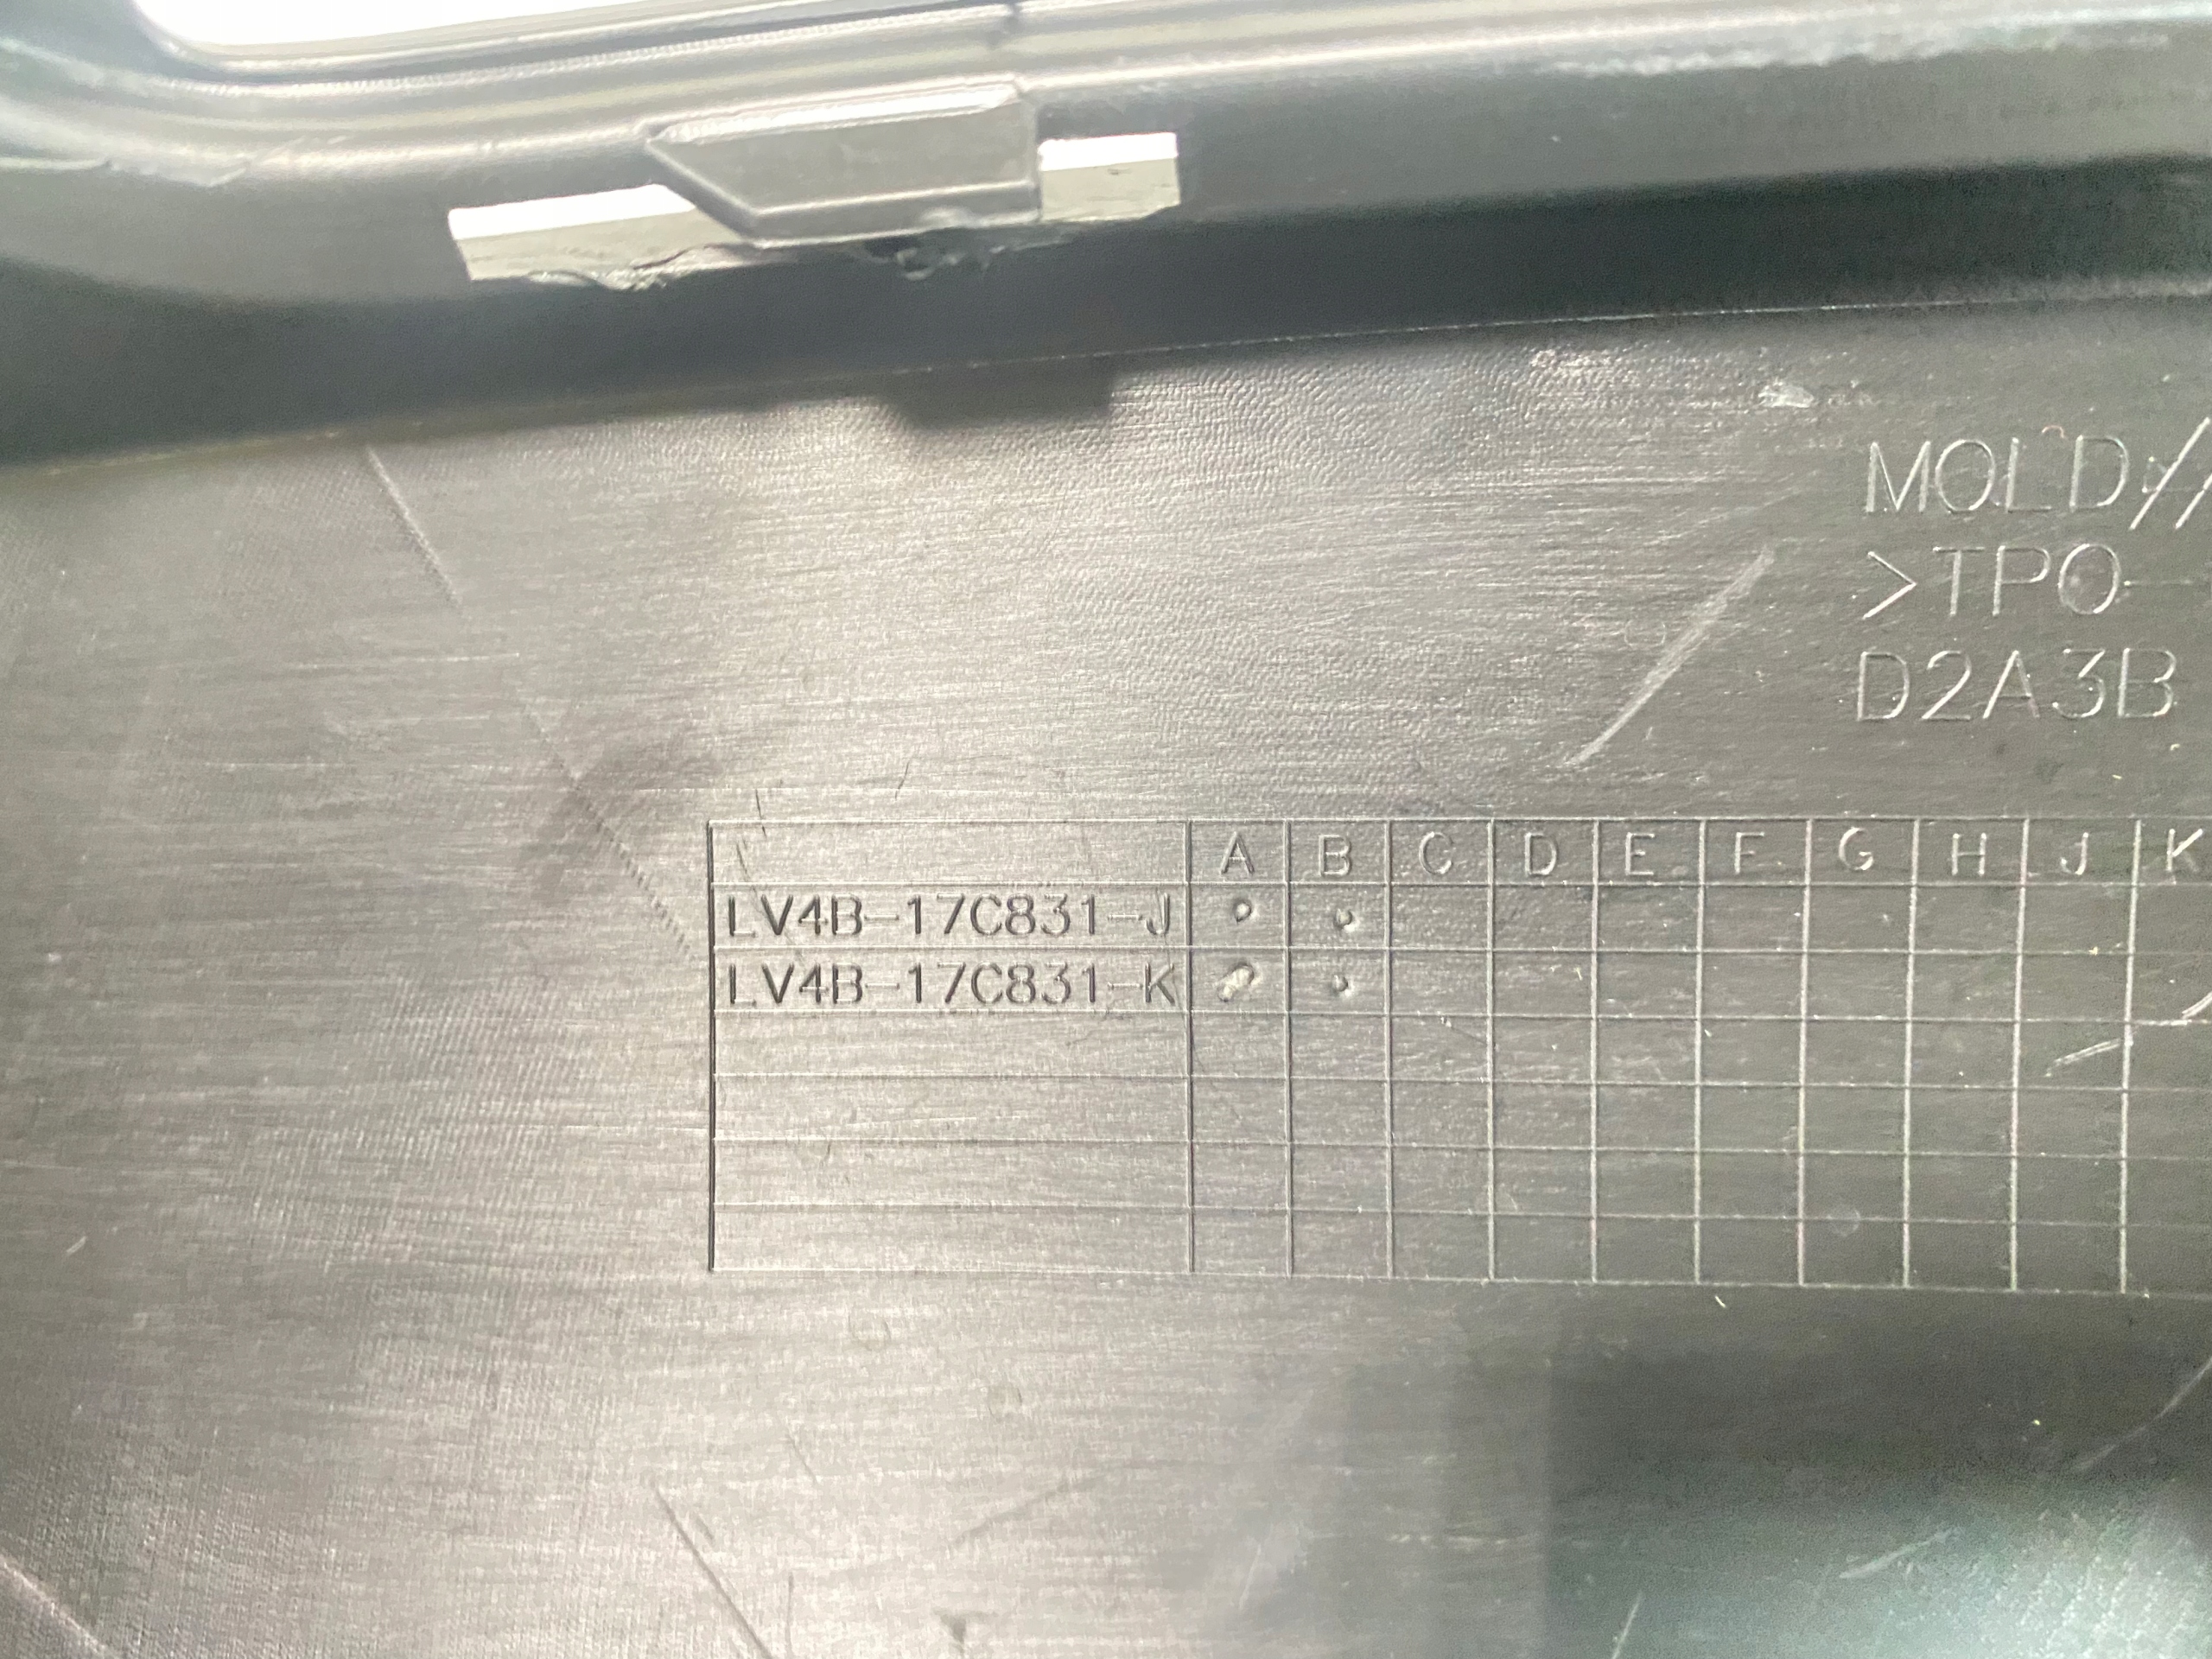 MOLD//
>TPO-
D2A3B
A B C D E F G H J K
LV4B-17C831-J
LV4B-17C831-K